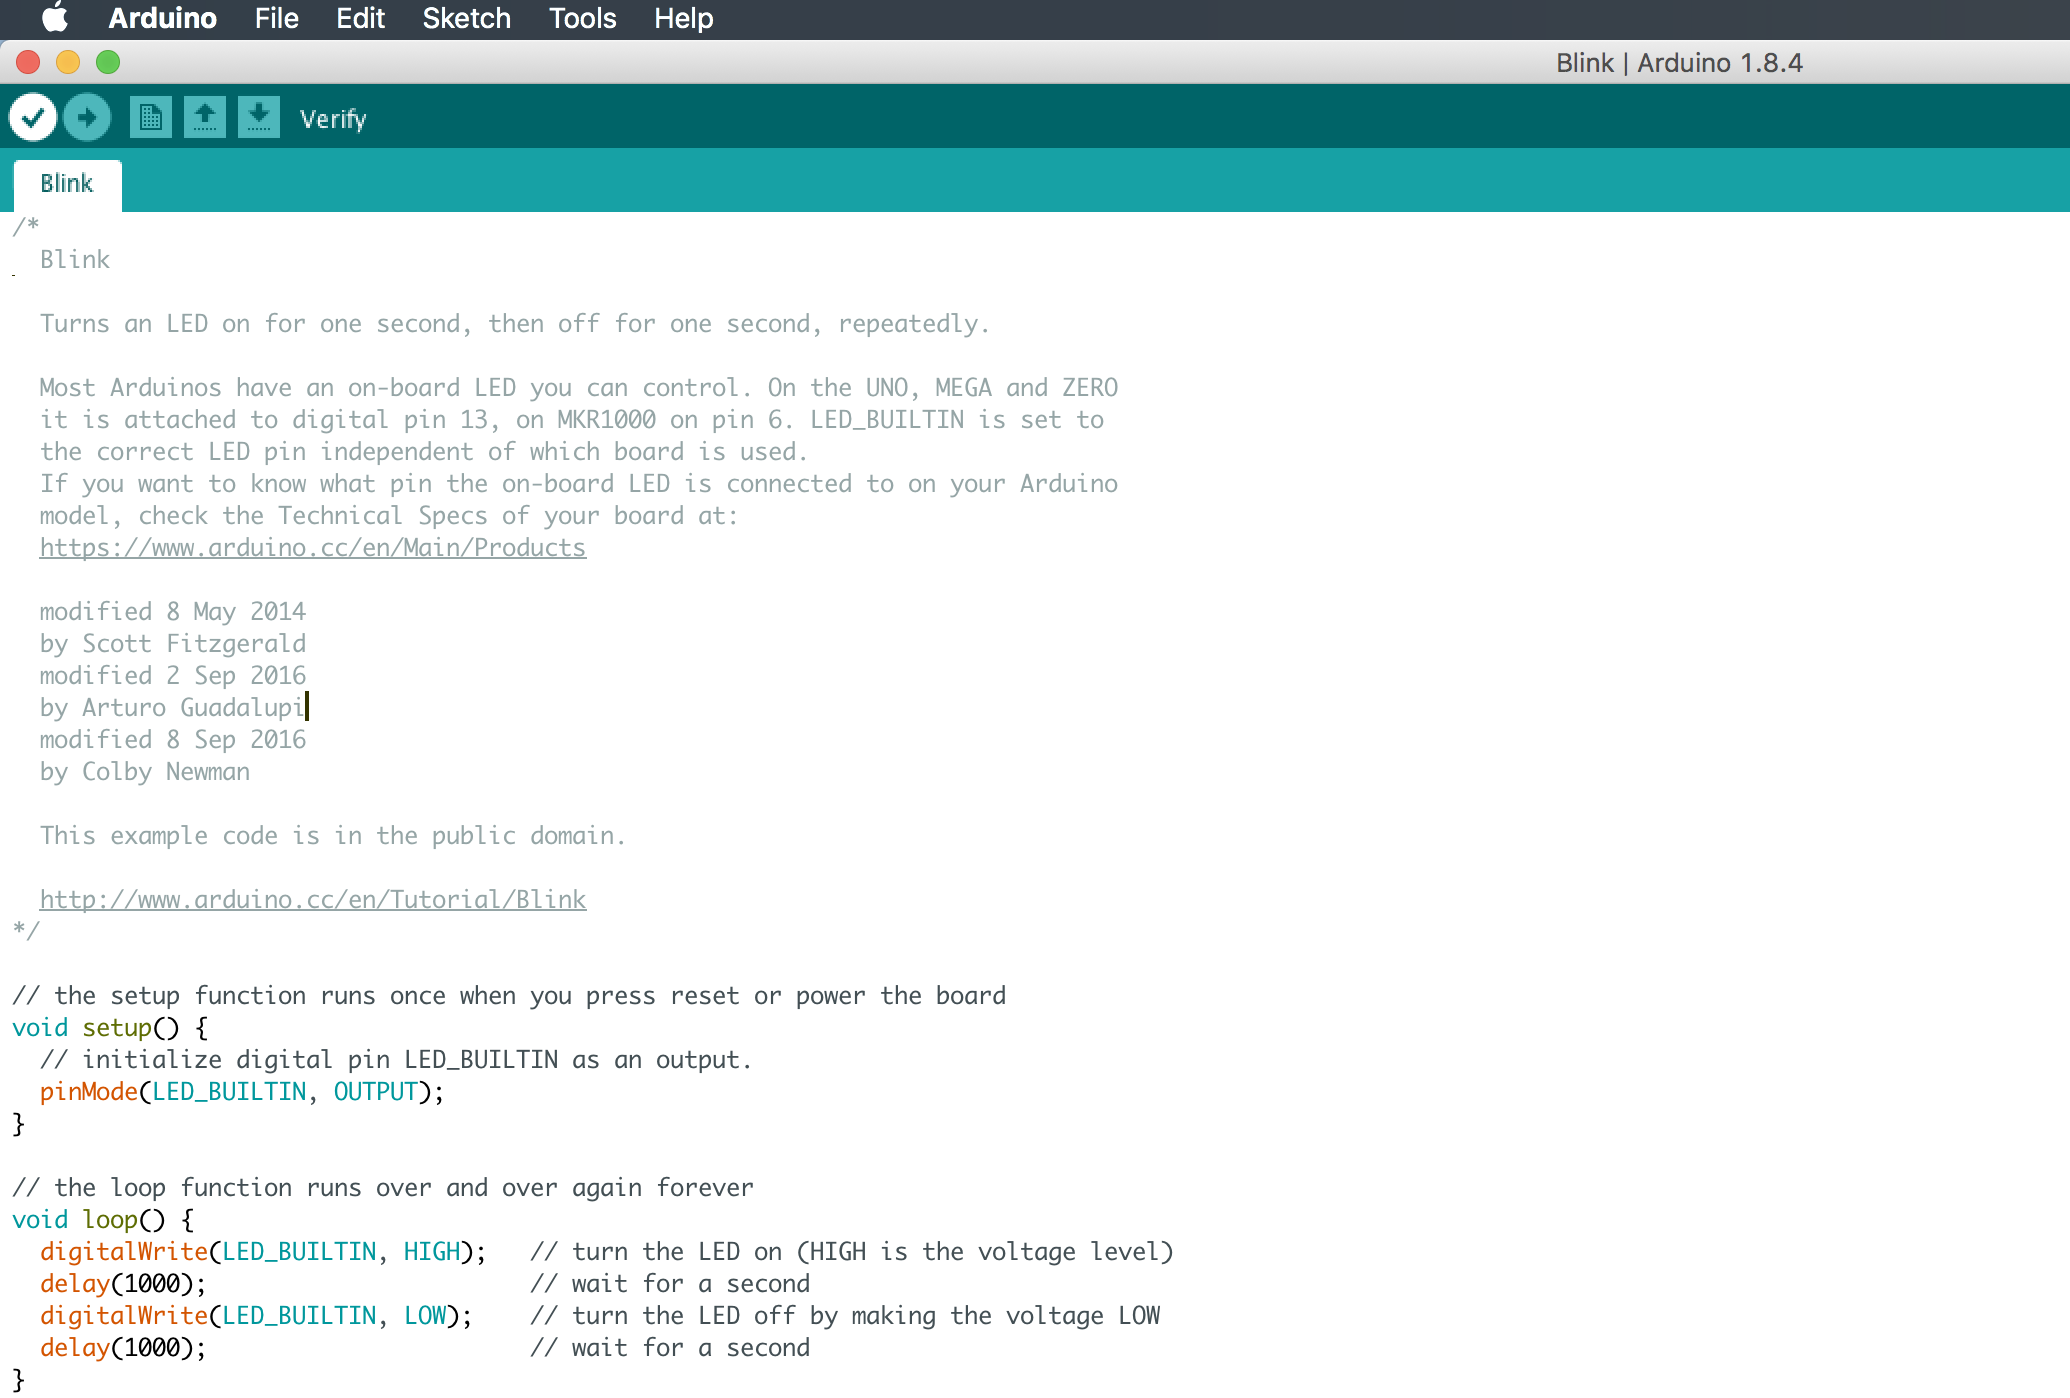 Arduino File Edit Sketch Tools Help
Blink | Arduino 1.8.4
Verify
Blink
/*
  Blink

  Turns an LED on for one second, then off for one second, repeatedly.

  Most Arduinos have an on-board LED you can control. On the UNO, MEGA and ZERO
  it is attached to digital pin 13, on MKR1000 on pin 6. LED_BUILTIN is set to
  the correct LED pin independent of which board is used.
  If you want to know what pin the on-board LED is connected to on your Arduino
  model, check the Technical Specs of your board at:
  https://www.arduino.cc/en/Main/Products

  modified 8 May 2014
  by Scott Fitzgerald
  modified 2 Sep 2016
  by Arturo Guadalupi
  modified 8 Sep 2016
  by Colby Newman

  This example code is in the public domain.

  http://www.arduino.cc/en/Tutorial/Blink
*/

// the setup function runs once when you press reset or power the board
void setup() {
  // initialize digital pin LED_BUILTIN as an output.
  pinMode(LED_BUILTIN, OUTPUT);
}

// the loop function runs over and over again forever
void loop() {
  digitalWrite(LED_BUILTIN, HIGH);   // turn the LED on (HIGH is the voltage level)
  delay(1000);                       // wait for a second
  digitalWrite(LED_BUILTIN, LOW);    // turn the LED off by making the voltage LOW
  delay(1000);                       // wait for a second
}